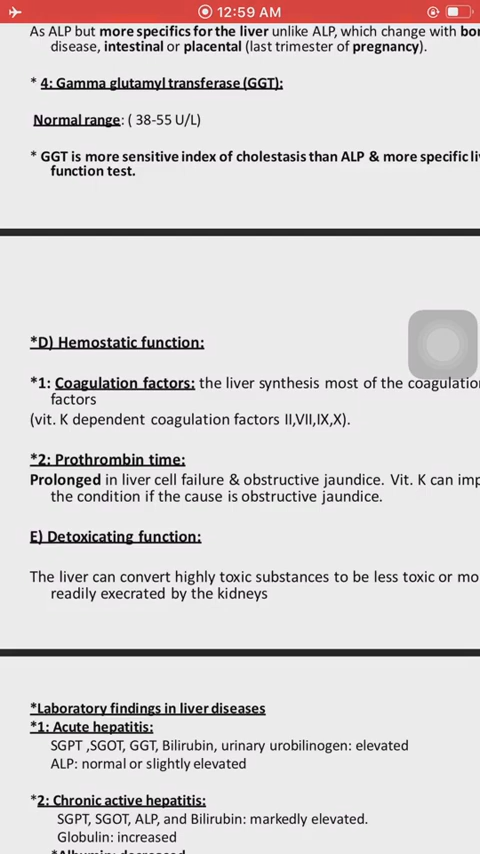 12:59 AM
As ALP but more specifics for the liver unlike ALP, which change with
disease, intestinal or placental (last trimester of pregnancy).
* 4: Gamma glutamyl transferase (GGT):
Normal range: ( 38-55 U/L)
* GGT is more sensitive index of cholestasis than ALP & more specific
function test.
*D) Hemostatic function:
*1: Coagulation factors: the liver synthesis most of the
factors
(vit. K dependent coagulation factors II,VII,IX,X).
*2: Prothrombin time:
Prolonged in liver cell failure & obstructive jaundice. Vit. K can
the condition if the cause is obstructive jaundice.
E) Detoxicating function:
The liver can convert highly toxic substances to be less toxic or
readily execrated by the kidneys
*Laboratory findings in liver diseases
*1: Acute hepatitis:
SGPT ,SGOT, GGT, Bilirubin, urinary urobilinogen: elevated
ALP: normal or slightly elevated
*2: Chronic active hepatitis:
SGPT, SGOT, ALP, and Bilirubin: markedly elevated.
Globulin: increased
*Albumin: decreased